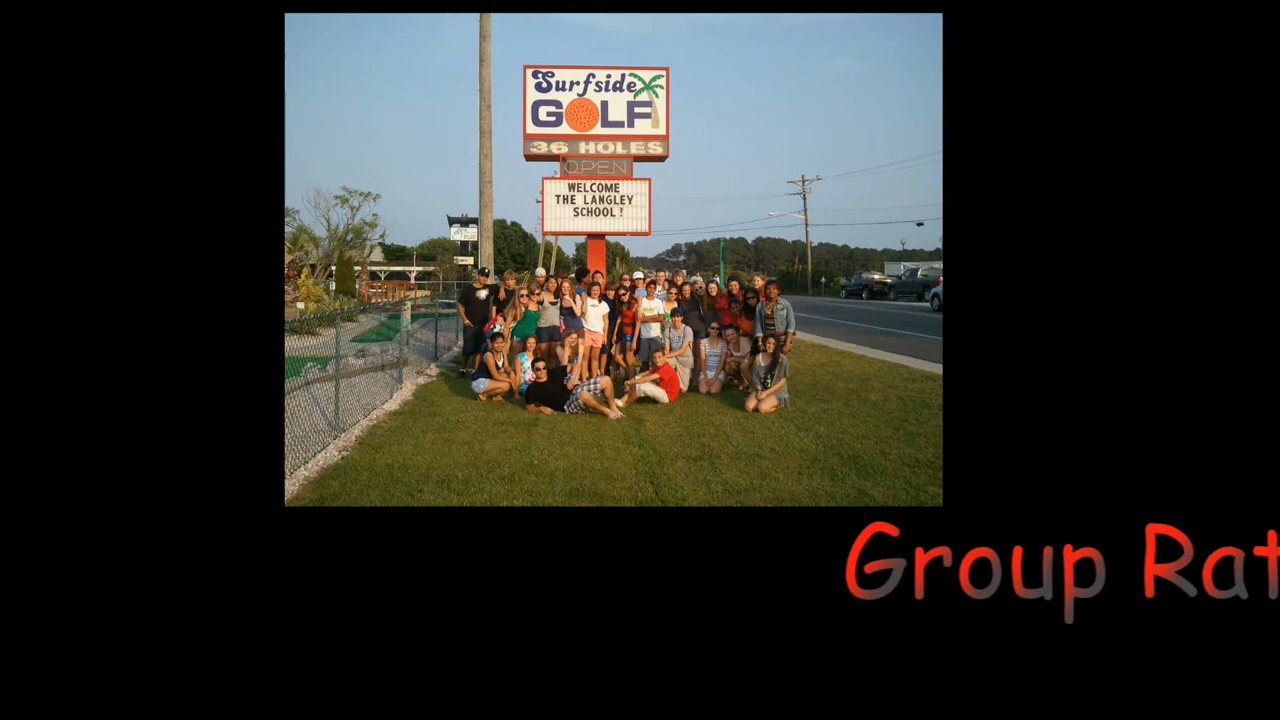 Surfside
GOLF
36 HOLES
OPEN
WELCOME
THE LANGLEY
SCHOOL!
Group Rat